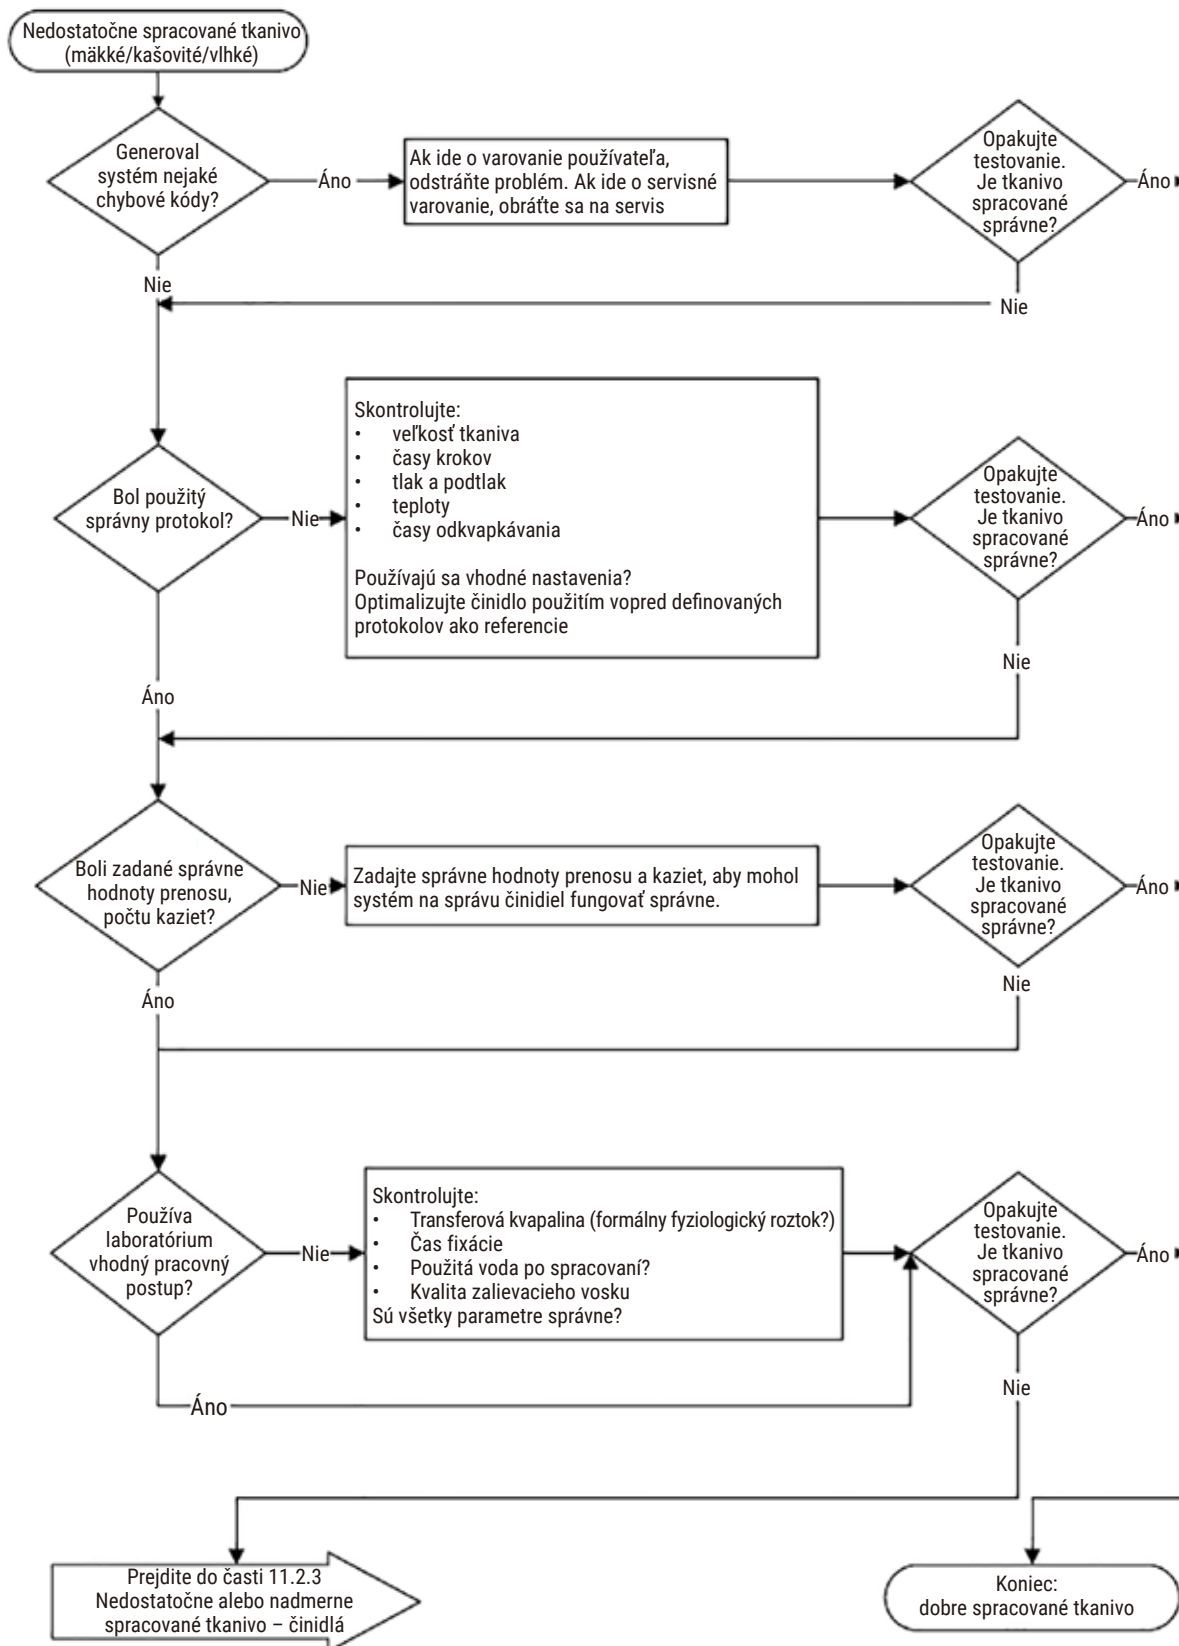 Nedostatočne spracované tkanivo
(mäkké/kašovité/vlhké)
Generoval
systém nejaké
chybové kódy?
Áno
Ak ide o varovanie používateľa,
odstráňte problém. Ak ide o servisné
varovanie, obráťte sa na servis
Opakujte
testovanie.
Je tkanivo
spracované
správne?
Áno
Nie
Nie
Bol použitý
správny protokol?
Nie
Skontrolujte:
• veľkosť tkaniva
• časy krokov
• tlak a podtlak
• teploty
• časy odkvapkávania
Používajú sa vhodné nastavenia?
Optimalizujte činidlo použitím vopred definovaných
protokolov ako referencie
Opakujte
testovanie.
Je tkanivo
spracované
správne?
Áno
Nie
Áno
Boli zadané správne
hodnoty prenosu,
počtu kaziet?
Nie
Zadajte správne hodnoty prenosu a kaziet, aby mohol
systém na správu činidiel fungovať správne.
Opakujte
testovanie.
Je tkanivo
spracované
správne?
Áno
Nie
Áno
Používa
laboratórium
vhodný pracovný
postup?
Nie
Skontrolujte:
• Transferová kvapalina (formálny fyziologický roztok?)
• Čas fixácie
• Použitá voda po spracovaní?
• Kvalita zalievacieho vosku
Sú všetky parametre správne?
Opakujte
testovanie.
Je tkanivo
spracované
správne?
Áno
Nie
Áno
Prejdite do časti 11.2.3
Nedostatočne alebo nadmerne
spracované tkanivo – činidlá
Koniec:
dobre spracované tkanivo